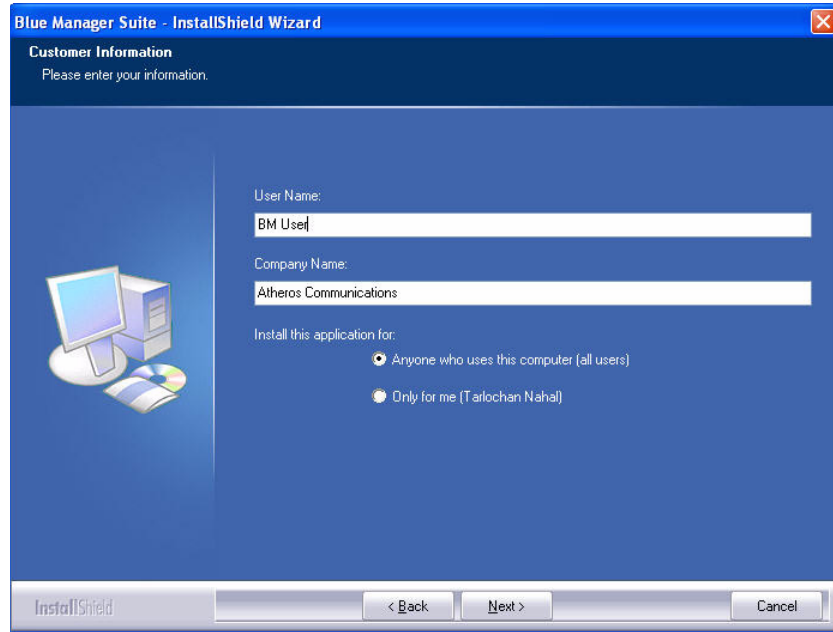 Blue Manager Suite - InstallShield Wizard
Customer Information
Please enter your information.
User Name:
BM User
Company Name:
Atheros Communications
Install this application for:
Anyone who uses this computer (all users)
Only for me (Tarlochan Nahal)
InstallShield
< Back Next > Cancel